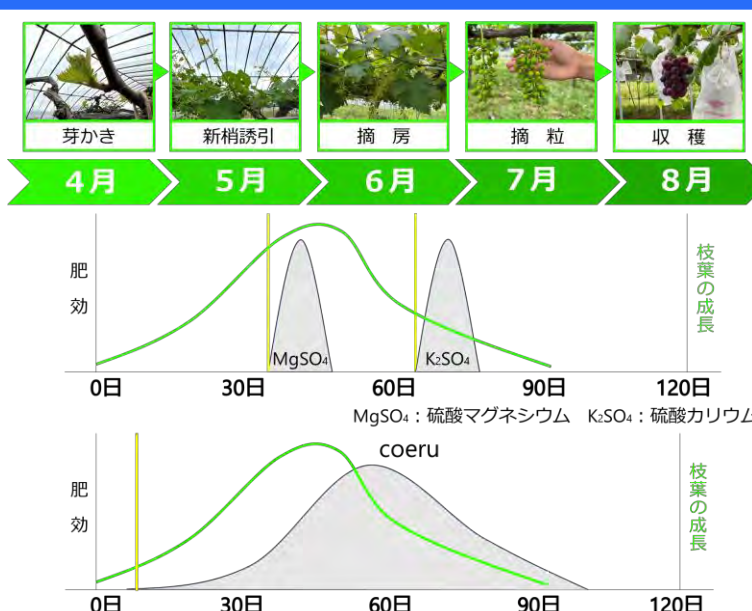 芽かき 新梢誘引 摘 房 摘 粒 収 穫
4月 5月 6月 7月 8月
肥
効
枝葉の成長
MgSO₄ K₂SO₄
0日 30日 60日 90日 120日
MgSO₄：硫酸マグネシウム K₂SO₄：硫酸カリウム
coeru
肥
効
枝葉の成長
0日 30日 60日 90日 120日